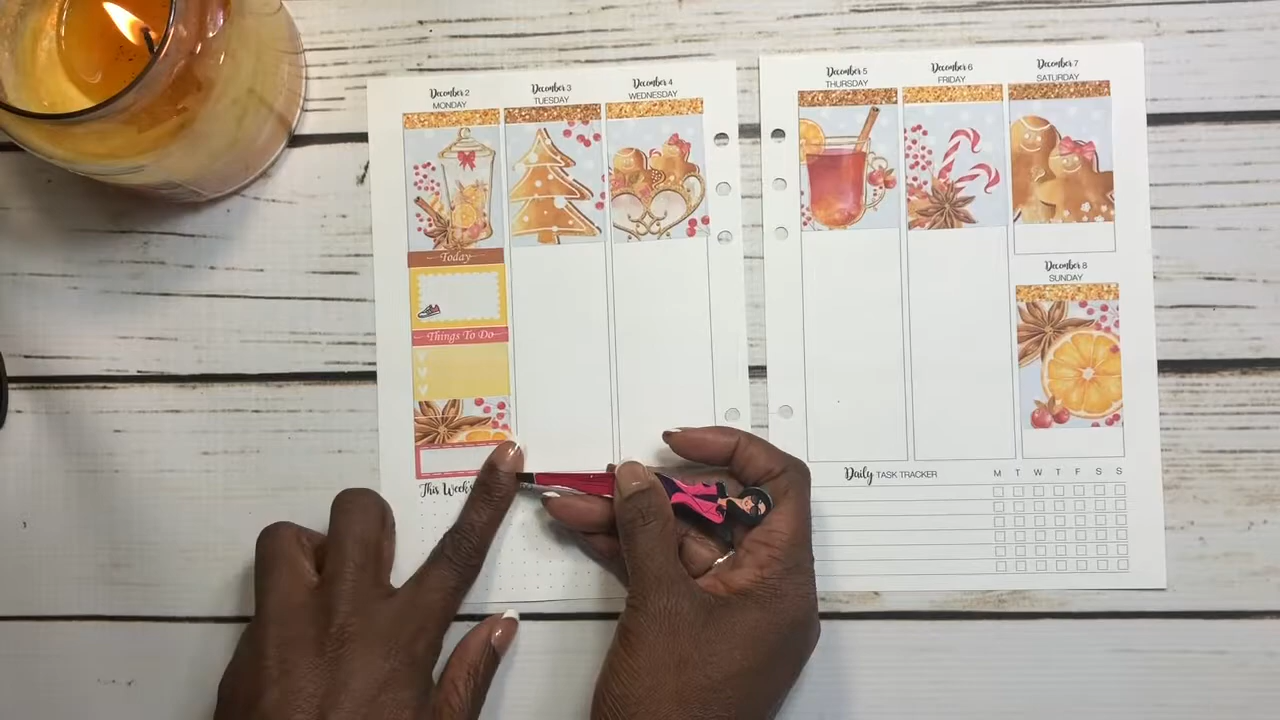 December 2
MONDAY
December 3
TUESDAY
December 4
WEDNESDAY
December 5
THURSDAY
December 6
FRIDAY
December 7
SATURDAY
Today
Things To Do
December 8
SUNDAY
This Week's
Daily TASK TRACKER
M T W T F S S